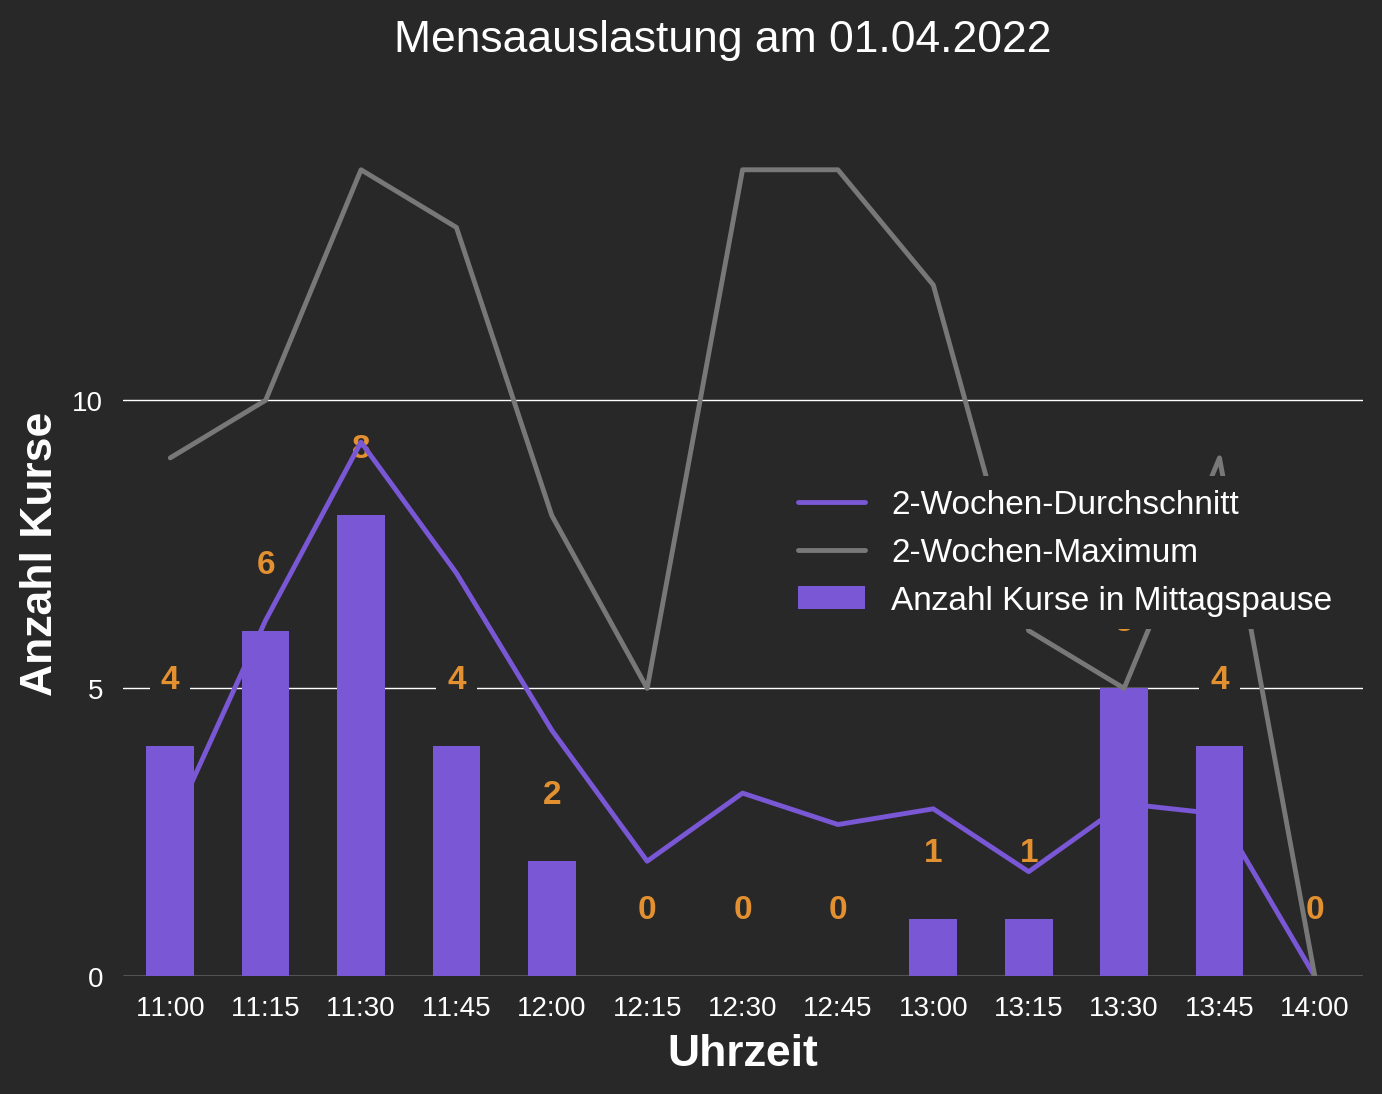 Mensaauslastung am 01.04.2022
Anzahl Kurse
10
5
0
8
6
4
4
2
0
0
0
1
1
4
0
2-Wochen-Durchschnitt
2-Wochen-Maximum
Anzahl Kurse in Mittagspause
11:00 11:15 11:30 11:45 12:00 12:15 12:30 12:45 13:00 13:15 13:30 13:45 14:00
Uhrzeit